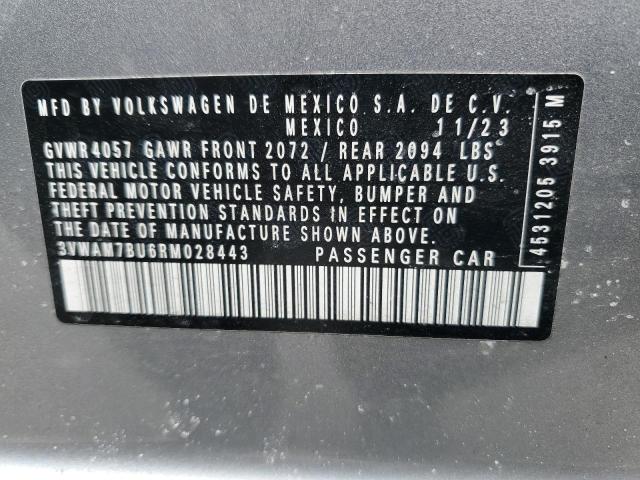 MFD BY VOLKSWAGEN DE MEXICO S.A. DE C.V.
MEXICO 11/23
GVWR 4057 GAWR FRONT 2072 / REAR 2094 LBS
THIS VEHICLE CONFORMS TO ALL APPLICABLE U.S.
FEDERAL MOTOR VEHICLE SAFETY, BUMPER AND
THEFT PREVENTION STANDARDS IN EFFECT ON
THE DATE OF MANUFACTURE SHOWN ABOVE.
3VWAM7BU6RM028443 PASSENGER CAR
4531205 3915 M